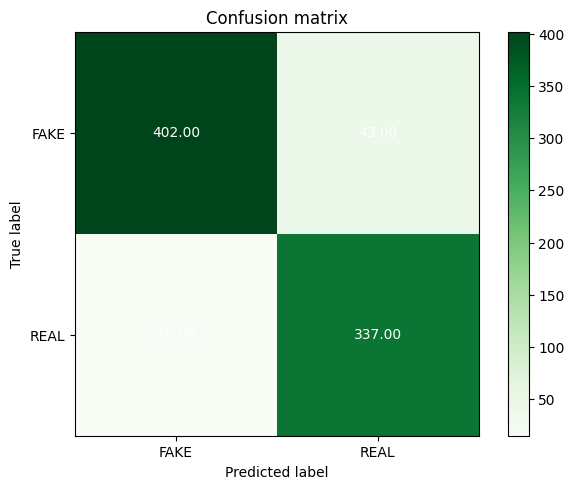 Confusion matrix
400
350
300
250
200
150
100
50
FAKE
402.00
43.00
REAL
337.00
FAKE
REAL
True label
Predicted label